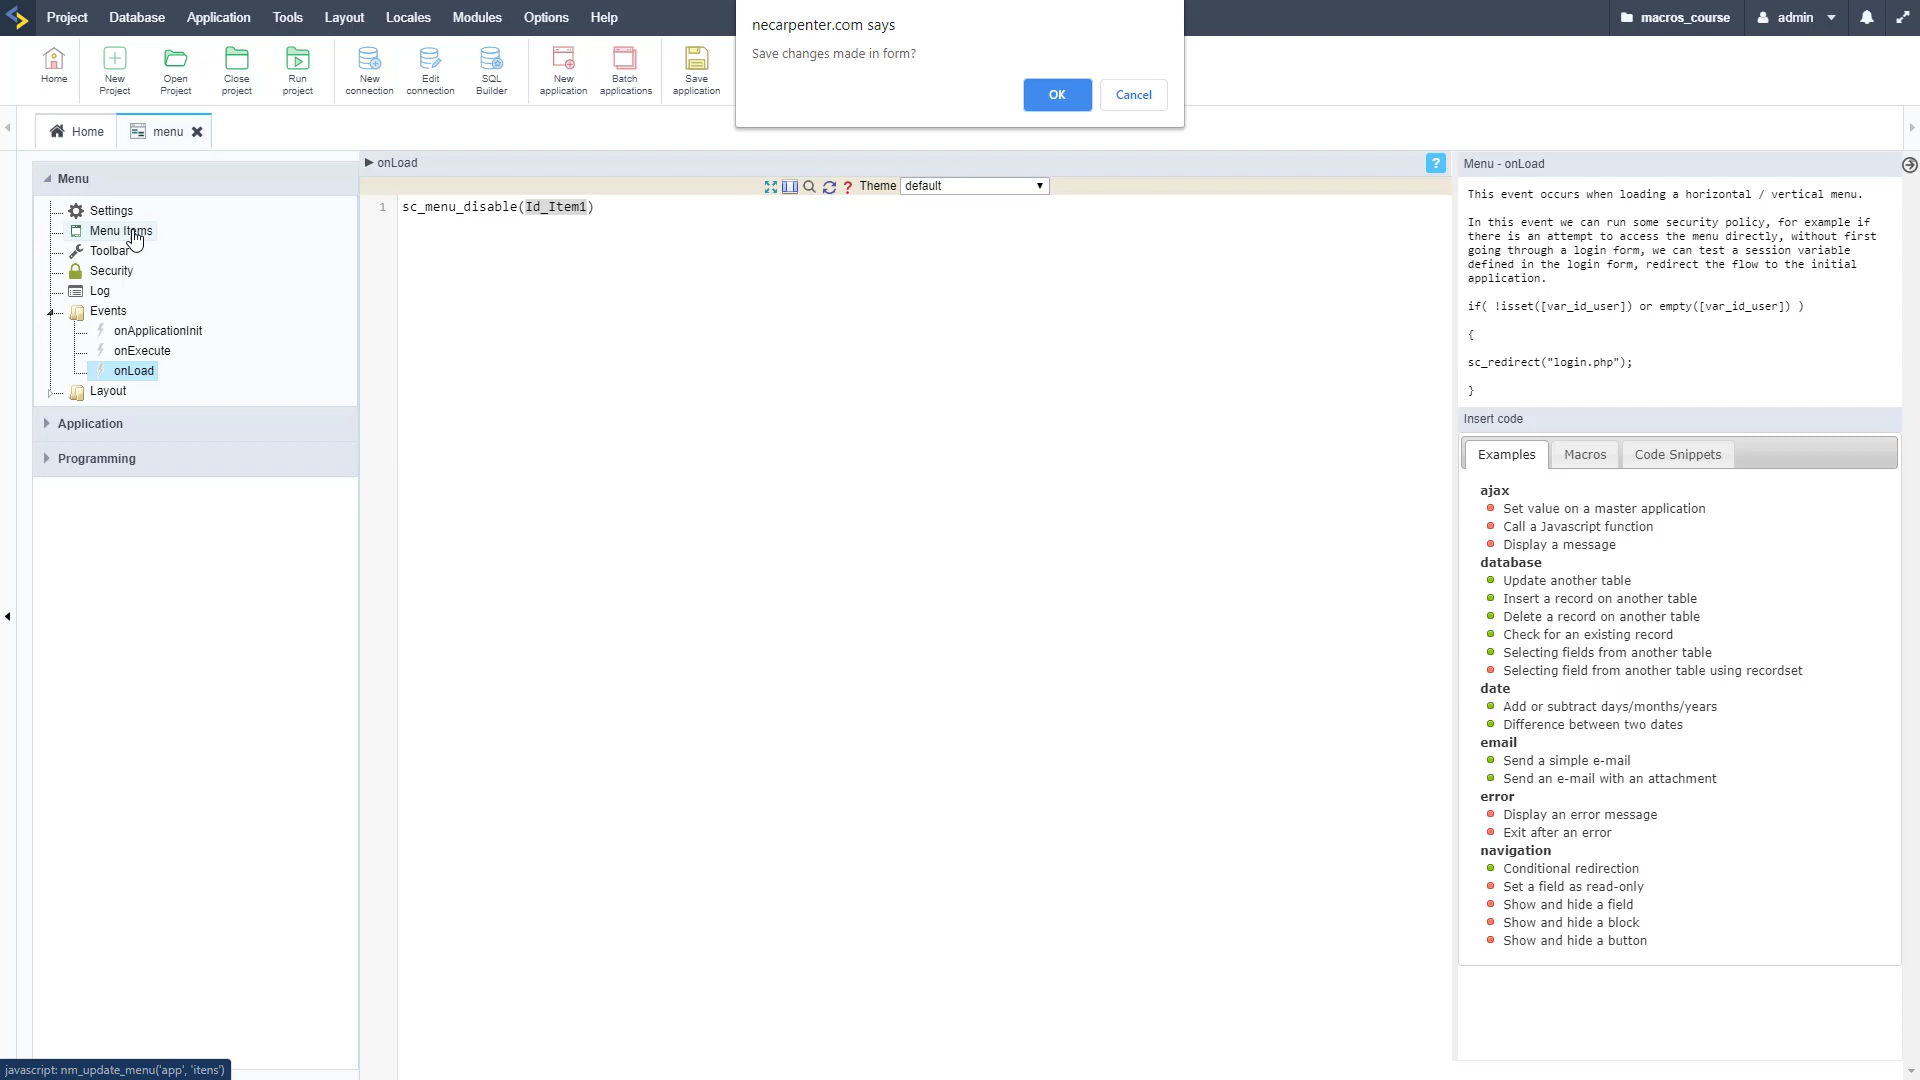 Project Database Application Tools Layout Locales Modules Options Help
macros_course
admin
necarpenter.com says
Save changes made in form?
OK Cancel
Home
New Project
Open Project
Close project
Run project
New connection
Edit connection
SQL Builder
New application
Batch applications
Save application
Home
menu
Menu
Settings
Menu Items
Toolbar
Security
Log
Events
onApplicationInit
onExecute
onLoad
Layout
Application
Programming
onLoad
?
? Theme default
1 sc_menu_disable(Id_Item1)
Menu - onLoad
This event occurs when loading a horizontal / vertical menu.
In this event we can run some security policy, for example if
there is an attempt to access the menu directly, without first
going through a login form, we can test a session variable
defined in the login form, redirect the flow to the initial
application.
if( !isset([var_id_user]) or empty([var_id_user]) )
{
sc_redirect("login.php");
}
Insert code
Examples Macros Code Snippets
ajax
Set value on a master application
Call a Javascript function
Display a message
database
Update another table
Insert a record on another table
Delete a record on another table
Check for an existing record
Selecting fields from another table
Selecting field from another table using recordset
date
Add or subtract days/months/years
Difference between two dates
email
Send a simple e-mail
Send an e-mail with an attachment
error
Display an error message
Exit after an error
navigation
Conditional redirection
Set a field as read-only
Show and hide a field
Show and hide a block
Show and hide a button
javascript: nm_update_menu('app', 'itens')